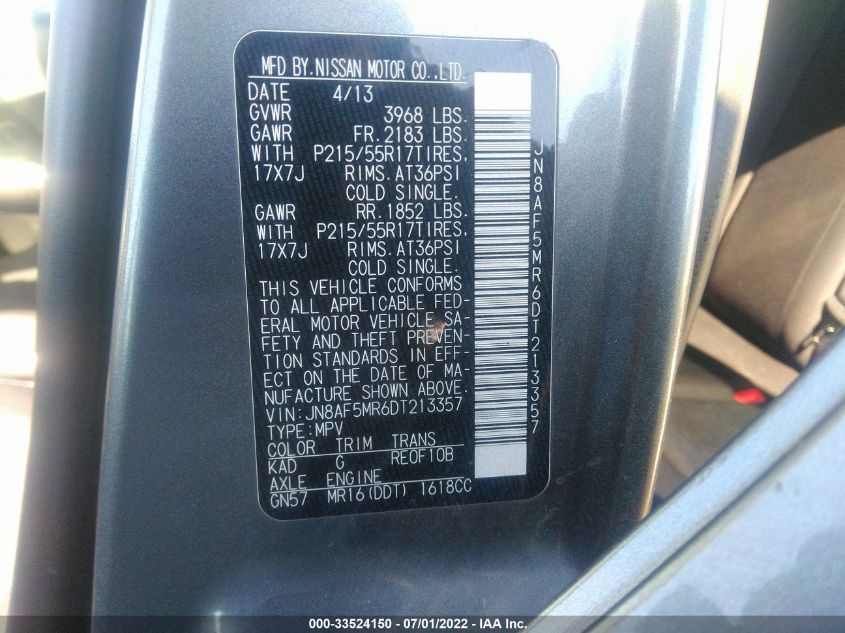 MFD BY.NISSAN MOTOR CO.,LTD.
DATE 4/13
GVWR 3968 LBS.
GAWR FR.2183 LBS.
WITH P215/55R17TIRES,
17X7J RIMS.AT36PSI
COLD SINGLE.
GAWR RR.1852 LBS.
WITH P215/55R17TIRES,
17X7J RIMS.AT36PSI
COLD SINGLE.
THIS VEHICLE CONFORMS
TO ALL APPLICABLE FED-
ERAL MOTOR VEHICLE SA-
FETY AND THEFT PREVEN-
TION STANDARDS IN EFF-
ECT ON THE DATE OF MA-
NUFACTURE SHOWN ABOVE.
VIN:JN8AF5MR6DT213357
TYPE:MPV
COLOR TRIM TRANS
KAD G RE0F10B
AXLE ENGINE
GN57 MR16(DDT) 1618CC
JN8AF5MR6DT213357
000-33524150 - 07/01/2022 - IAA Inc.